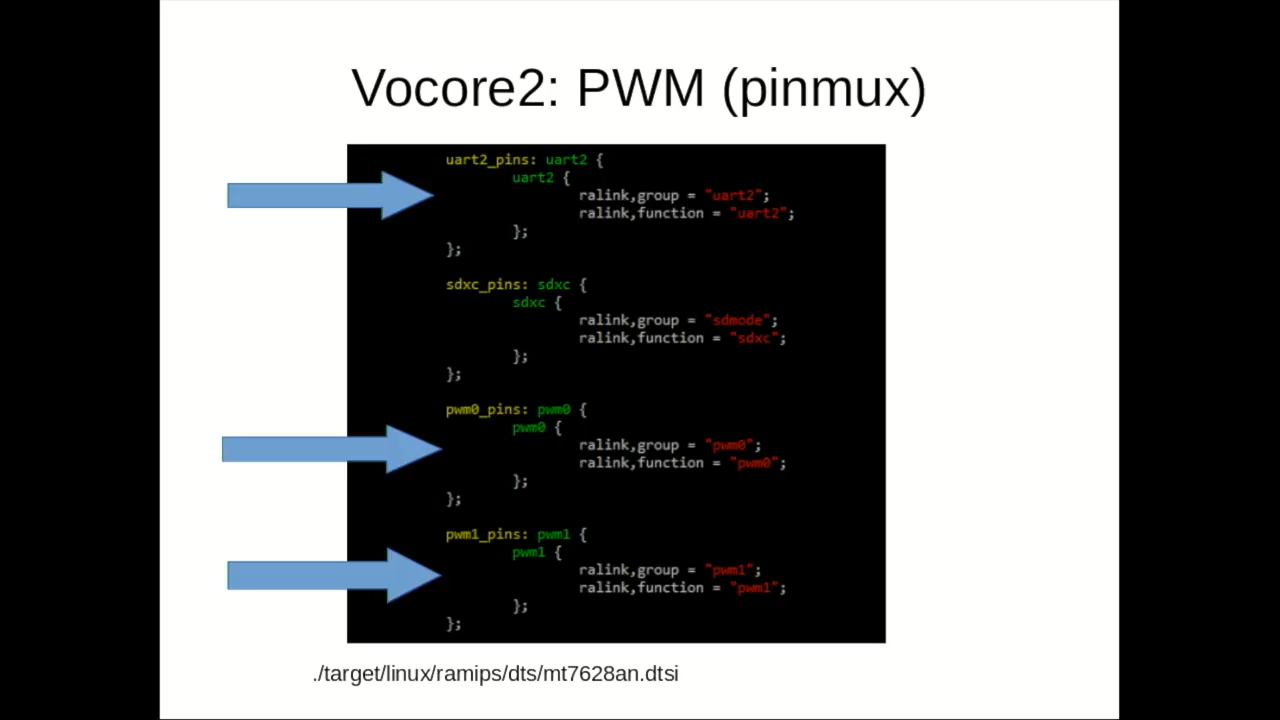 Vocore2: PWM (pinmux)
uart2_pins: uart2 {
uart2 {
ralink,group = "uart2";
ralink,function = "uart2";
};
};
sdxc_pins: sdxc {
sdxc {
ralink,group = "sdmode";
ralink,function = "sdxc";
};
};
pwm0_pins: pwm0 {
pwm0 {
ralink,group = "pwm0";
ralink,function = "pwm0";
};
};
pwm1_pins: pwm1 {
pwm1 {
ralink,group = "pwm1";
ralink,function = "pwm1";
};
};
./target/linux/ramips/dts/mt7628an.dtsi